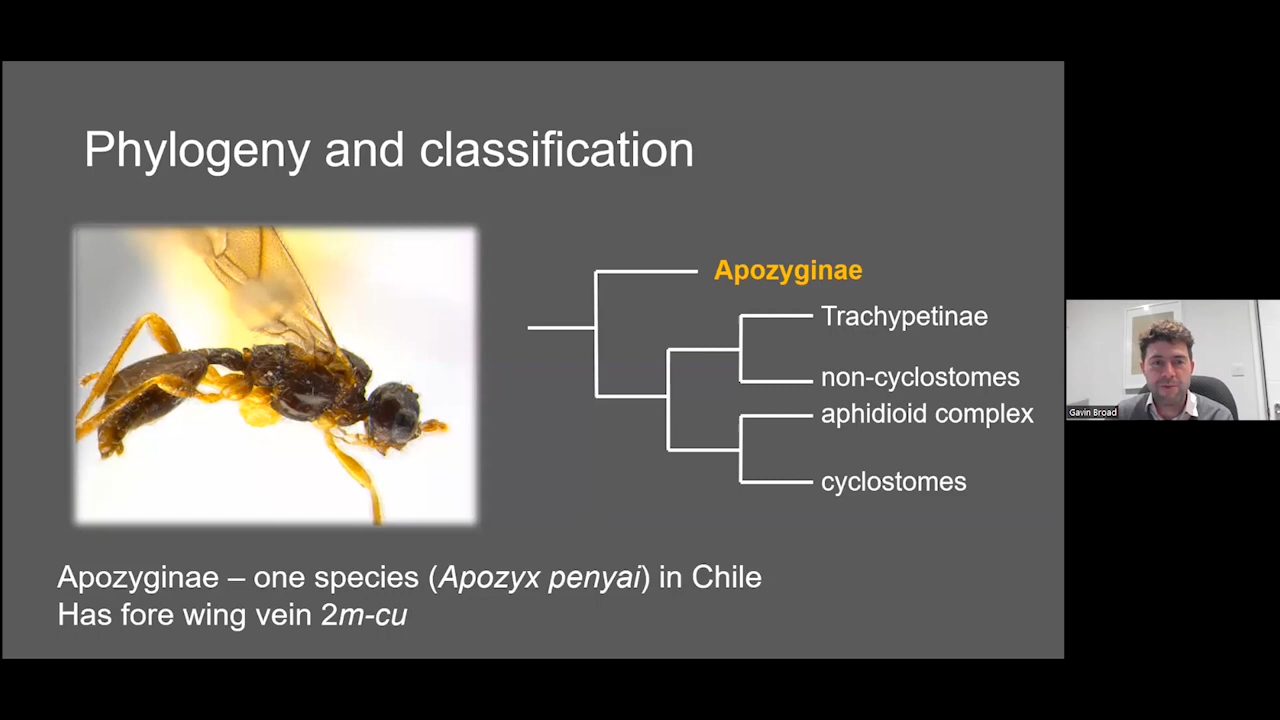 Phylogeny and classification
Apozyginae
Trachypetinae
non-cyclostomes
aphidioid complex
cyclostomes
Gavin Broad
Apozyginae – one species (Apozyx penyai) in Chile
Has fore wing vein 2m-cu